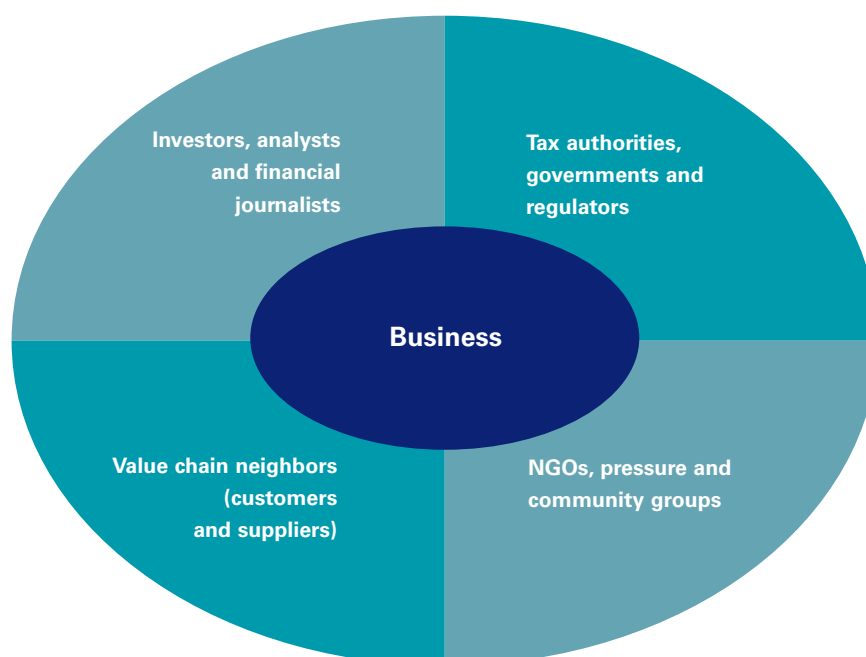 Investors, analysts
and financial
journalists
Tax authorities,
governments and
regulators
Business
Value chain neighbors
(customers
and suppliers)
NGOs, pressure and
community groups